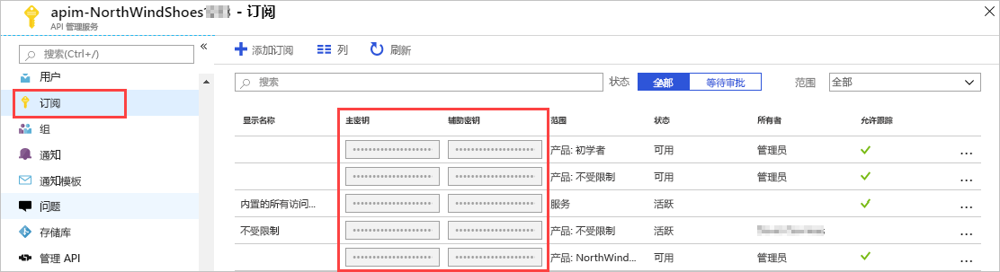 apim-NorthWindShoes - 订阅
API 管理服务
搜索(Ctrl+/)
用户
订阅
组
通知
通知模板
问题
存储库
管理 API
添加订阅 列 刷新
搜索 状态 全部 等待审批 范围 全部
显示名称 主密钥 辅助密钥 范围 状态 所有者 允许跟踪
产品: 初学者 可用 管理员
产品: 不受限制 可用 管理员
内置的所有访问... 服务 活跃
不受限制 产品: 不受限制 活跃
产品: NorthWind... 可用 管理员